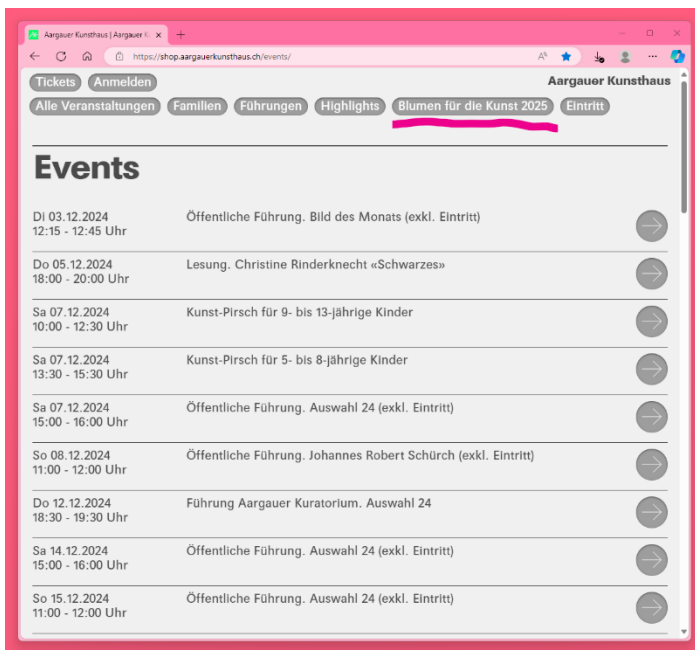 Aargauer Kunsthaus | Aargauer K
https://shop.aargauerkunsthaus.ch/events/
Tickets Anmelden Aargauer Kunsthaus
Alle Veranstaltungen Familien Führungen Highlights Blumen für die Kunst 2025 Eintritt
Events
Di 03.12.2024 Öffentliche Führung. Bild des Monats (exkl. Eintritt)
12:15 - 12:45 Uhr
Do 05.12.2024 Lesung. Christine Rinderknecht «Schwarzes»
18:00 - 20:00 Uhr
Sa 07.12.2024 Kunst-Pirsch für 9- bis 13-jährige Kinder
10:00 - 12:30 Uhr
Sa 07.12.2024 Kunst-Pirsch für 5- bis 8-jährige Kinder
13:30 - 15:30 Uhr
Sa 07.12.2024 Öffentliche Führung. Auswahl 24 (exkl. Eintritt)
15:00 - 16:00 Uhr
So 08.12.2024 Öffentliche Führung. Johannes Robert Schürch (exkl. Eintritt)
11:00 - 12:00 Uhr
Do 12.12.2024 Führung Aargauer Kuratorium. Auswahl 24
18:30 - 19:30 Uhr
Sa 14.12.2024 Öffentliche Führung. Auswahl 24 (exkl. Eintritt)
15:00 - 16:00 Uhr
So 15.12.2024 Öffentliche Führung. Auswahl 24 (exkl. Eintritt)
11:00 - 12:00 Uhr